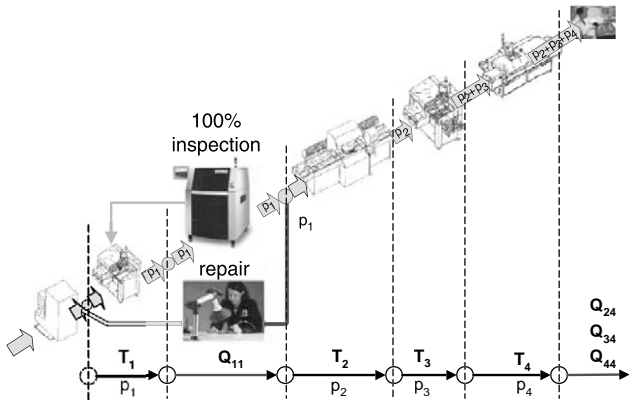 p2+p3+p4
p2+p3
100%
inspection
p2
p1
p1
p1 p1
repair
Q24
Q34
Q44
T1 Q11 T2 T3 T4
p1 p2 p3 p4